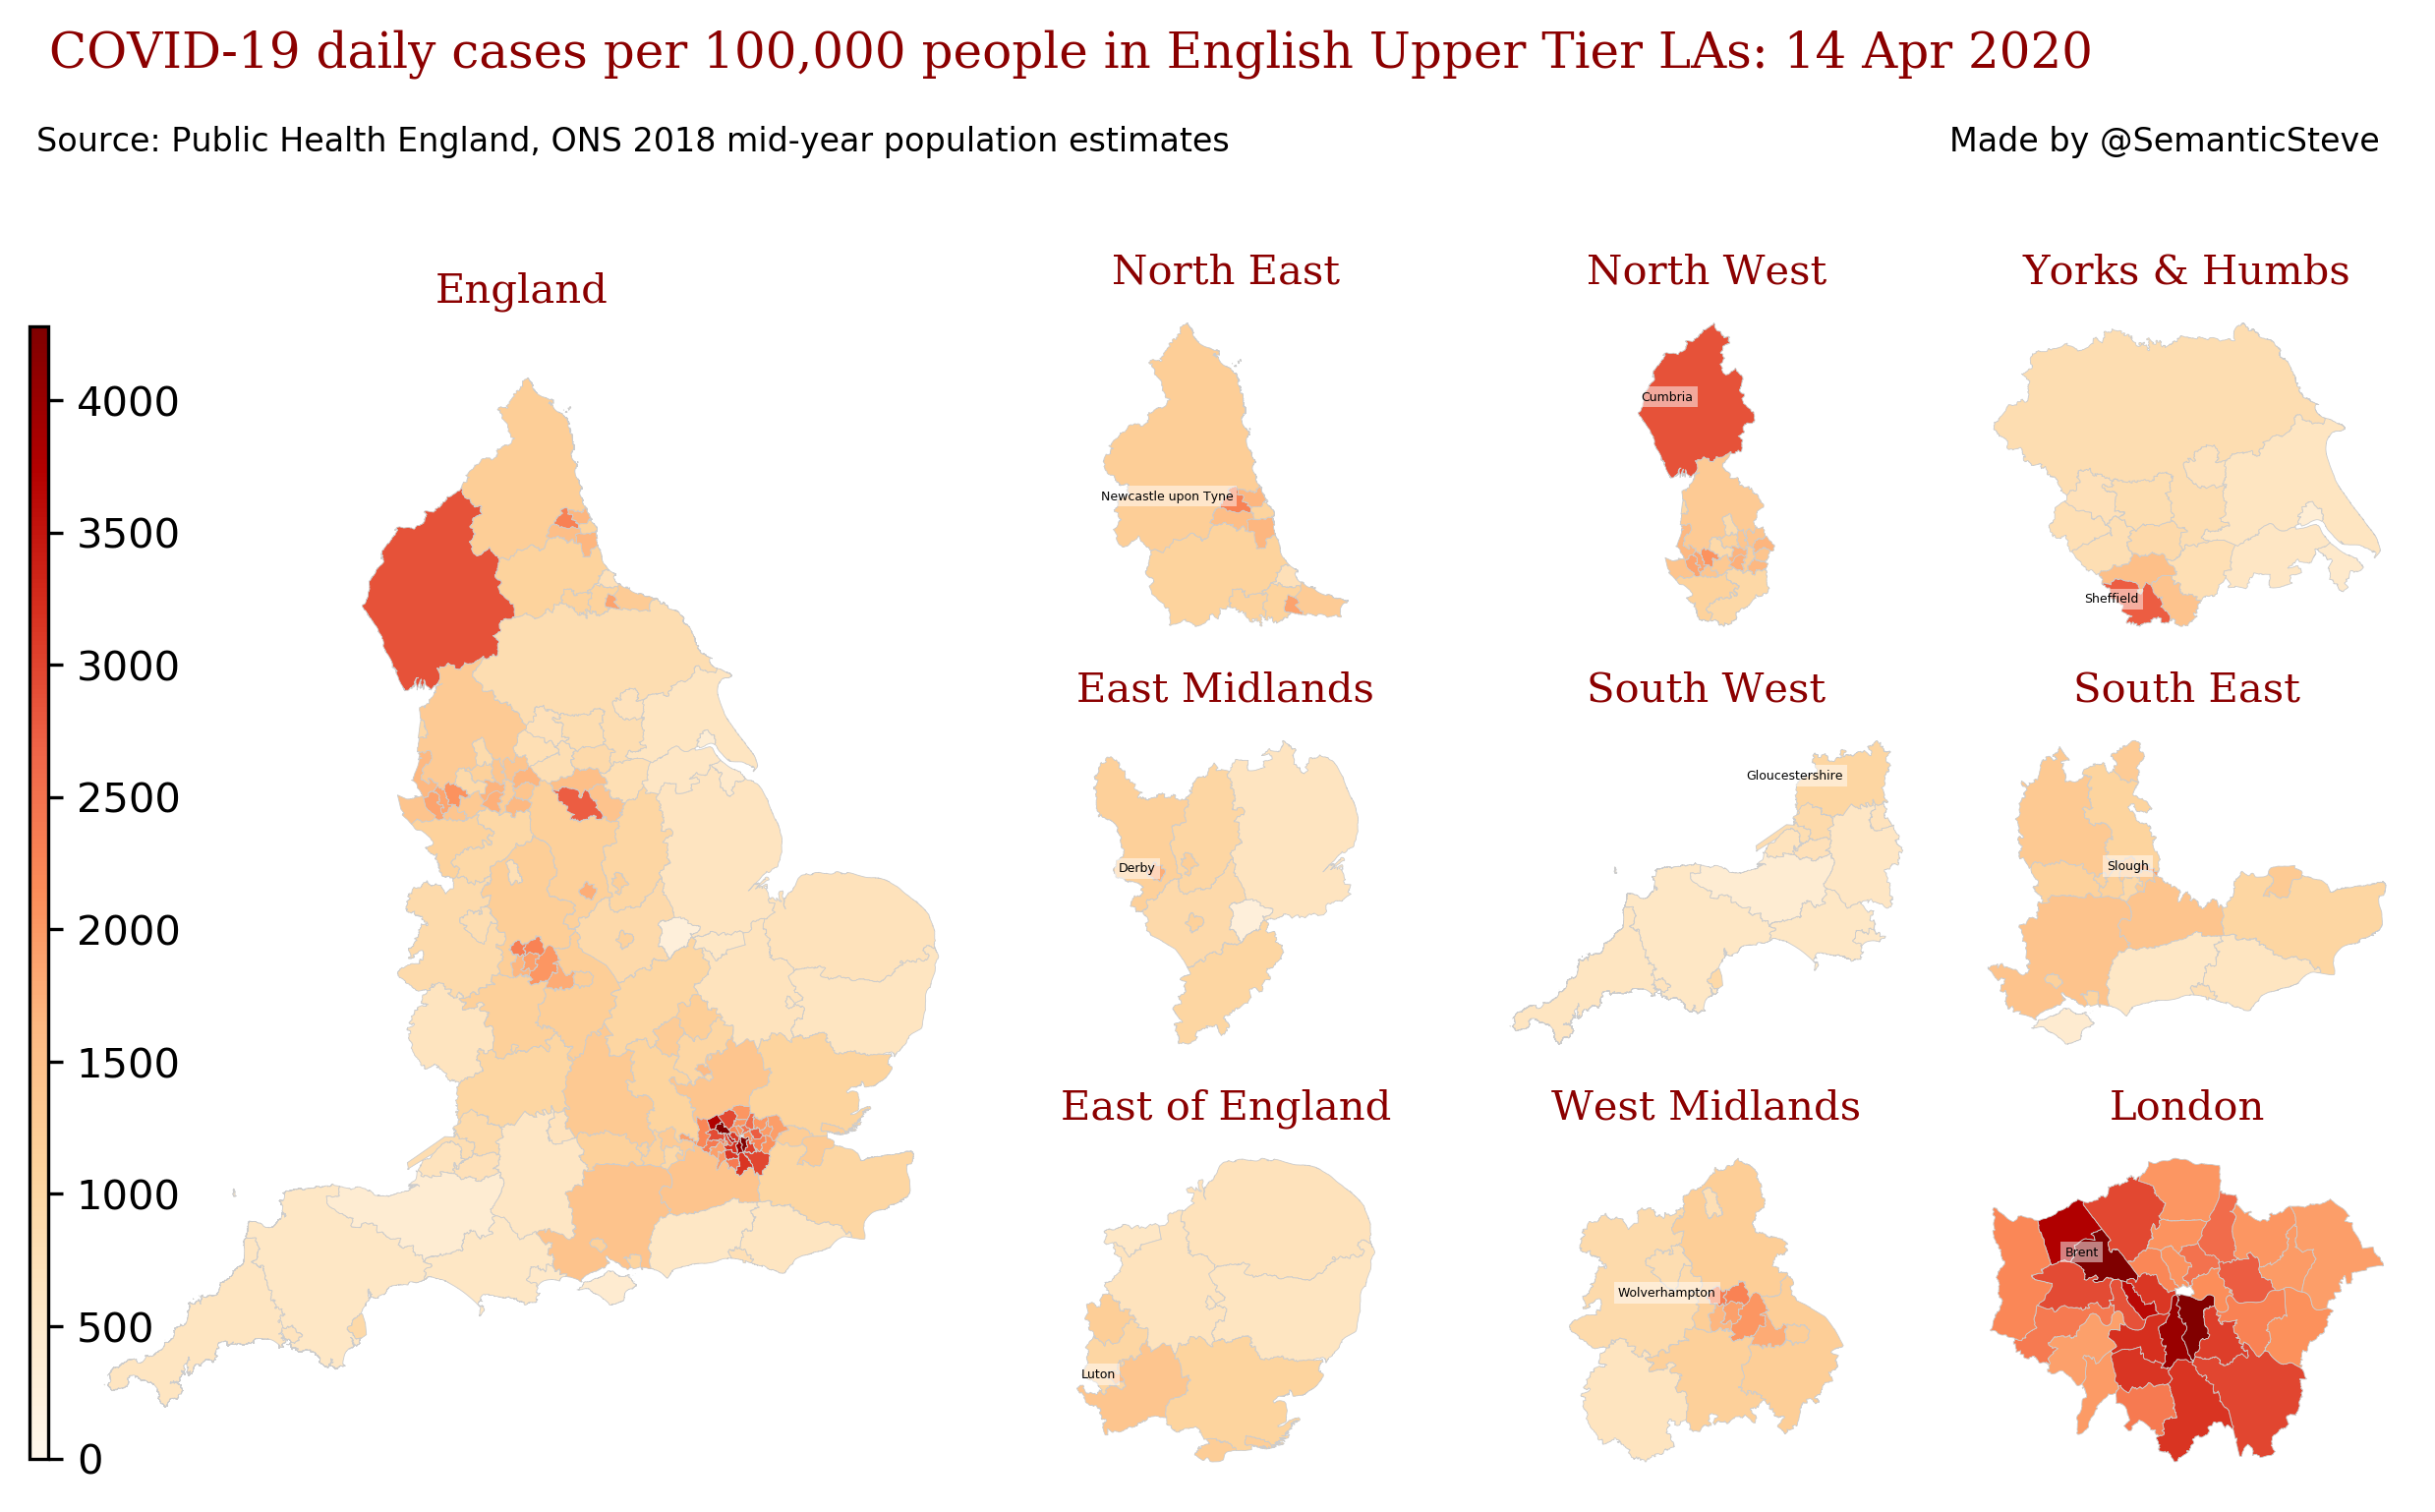 COVID-19 daily cases per 100,000 people in English Upper Tier LAs: 14 Apr 2020
Source: Public Health England, ONS 2018 mid-year population estimates
Made by @SemanticSteve
England
4000
3500
3000
2500
2000
1500
1000
500
0
North East
Newcastle upon Tyne
North West
Cumbria
Yorks & Humbs
Sheffield
East Midlands
Derby
South West
Gloucestershire
South East
Slough
East of England
Luton
West Midlands
Wolverhampton
London
Brent